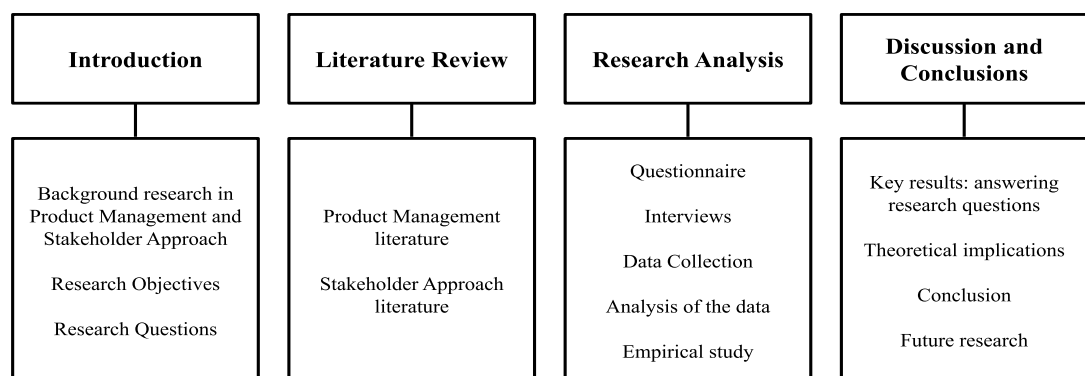 Introduction
Background research in
Product Management and
Stakeholder Approach
Research Objectives
Research Questions
Literature Review
Product Management
literature
Stakeholder Approach
literature
Research Analysis
Questionnaire
Interviews
Data Collection
Analysis of the data
Empirical study
Discussion and
Conclusions
Key results: answering
research questions
Theoretical implications
Conclusion
Future research